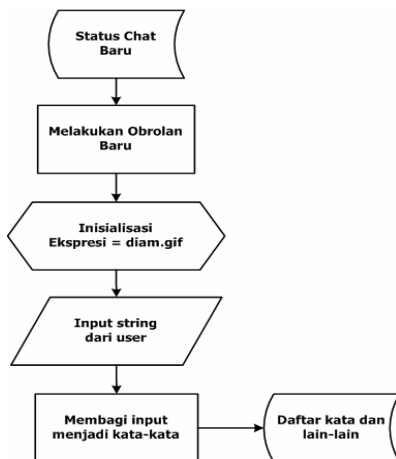 Status Chat
Baru
Melakukan Obrolan
Baru
Inisialisasi
Ekspresi = diam.gif
Input string
dari user
Membagi input
menjadi kata-kata
Daftar kata dan
lain-lain